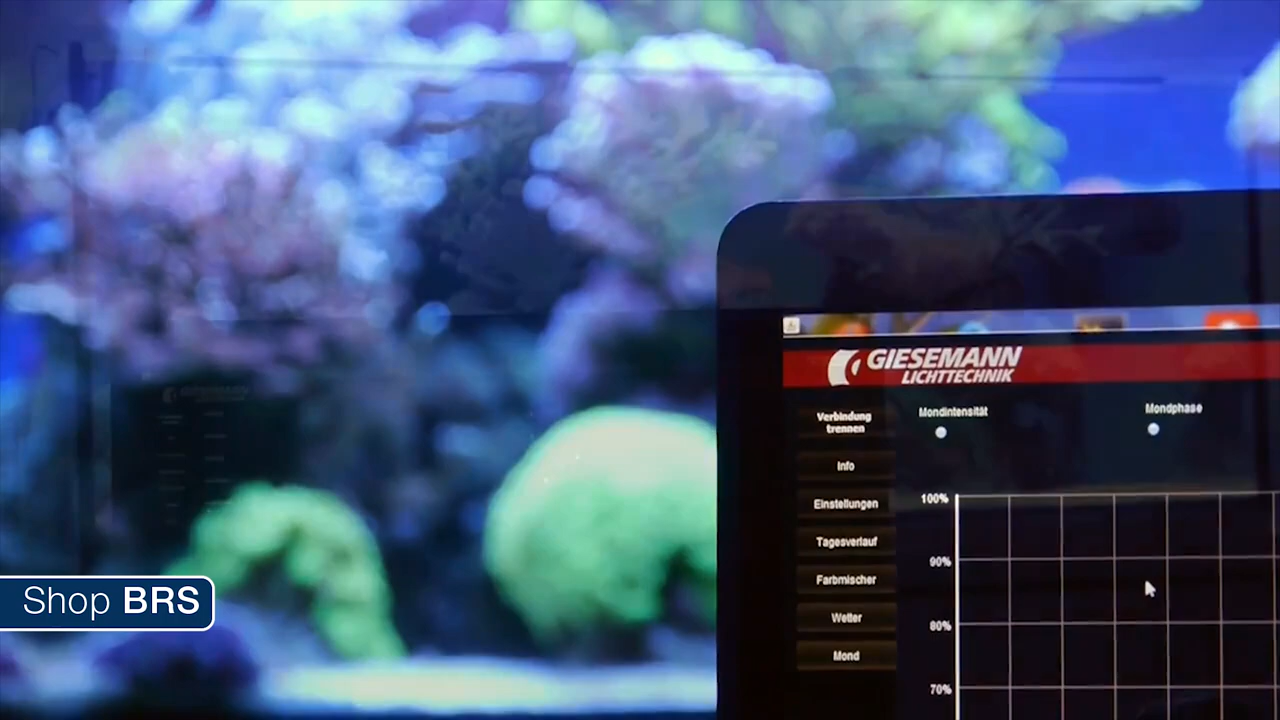 GIESEMANN
LICHTTECHNIK
Verbindung
trennen
Mondintensität
Mondphase
Info
Einstellungen
Tagesverlauf
Farbmischer
Wetter
Mond
100%
90%
80%
70%
Shop BRS